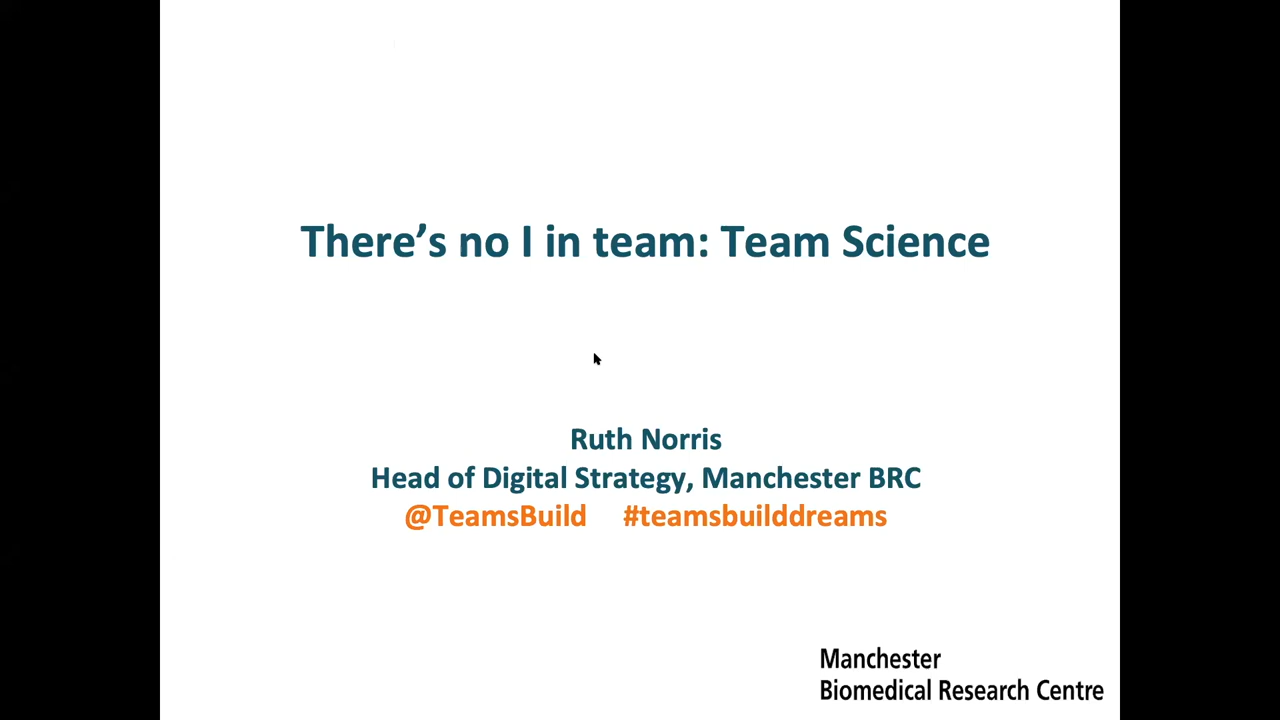 There’s no I in team: Team Science
Ruth Norris
Head of Digital Strategy, Manchester BRC
@TeamsBuild #teamsbuilddreams
Manchester
Biomedical Research Centre